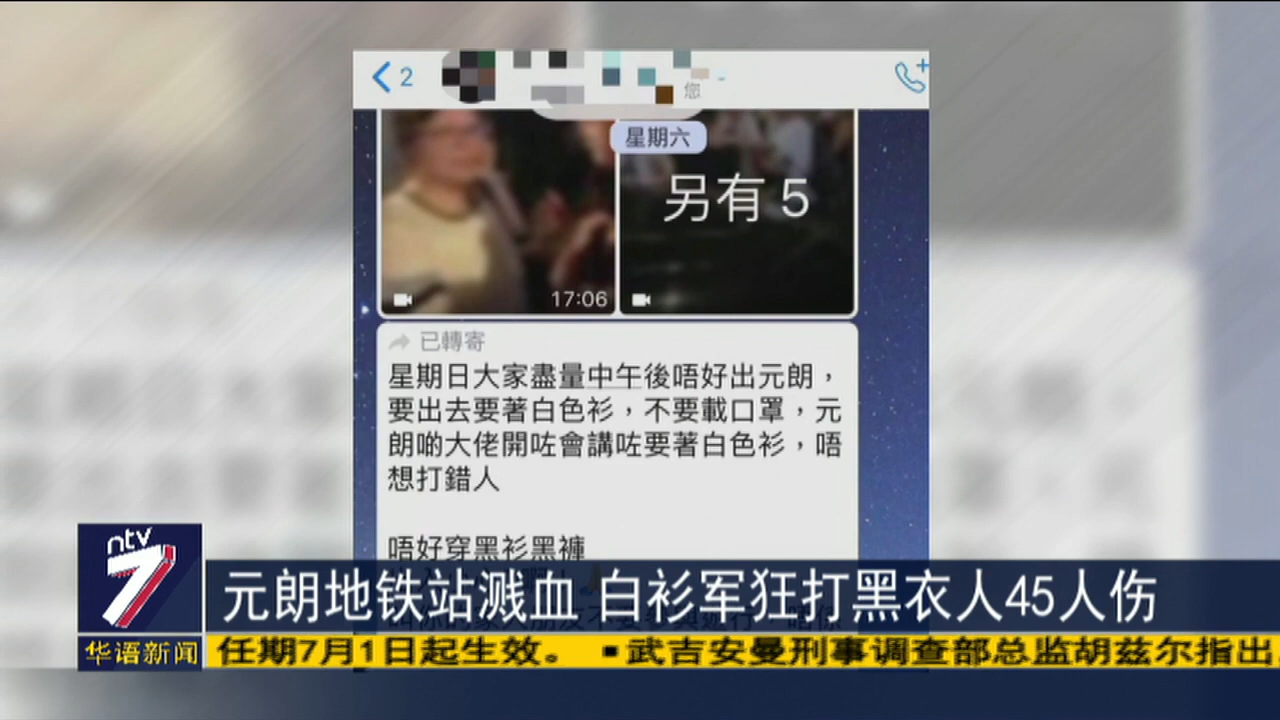 2
您
星期六
另有 5
17:06
已轉寄
星期日大家盡量中午後唔好出元朗，
要出去要著白色衫，不要載口罩，元
朗啲大佬開咗會講咗要著白色衫，唔
想打錯人
唔好穿黑衫黑褲
ntv
7
元朗地铁站溅血 白衫军狂打黑衣人45人伤
华语新闻
任期7月1日起生效。 ▪武吉安曼刑事调查部总监胡兹尔指出